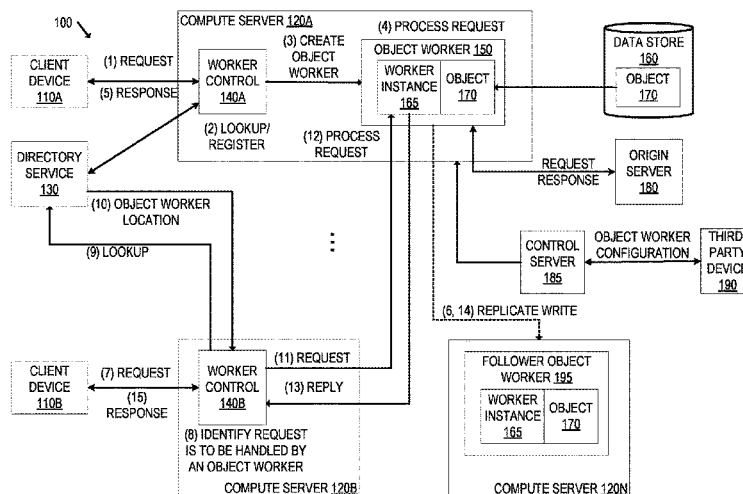 100
COMPUTE SERVER 120A
(4) PROCESS REQUEST
CLIENT
DEVICE
110A
(1) REQUEST
(5) RESPONSE
WORKER
CONTROL
140A
(3) CREATE
OBJECT
WORKER
OBJECT WORKER 150
WORKER
INSTANCE
165
OBJECT
170
DATA STORE
160
OBJECT
170
(2) LOOKUP/
REGISTER
(12) PROCESS
REQUEST
DIRECTORY
SERVICE
130
REQUEST
RESPONSE
ORIGIN
SERVER
180
(10) OBJECT WORKER
LOCATION
(9) LOOKUP
CONTROL
SERVER
185
OBJECT WORKER
CONFIGURATION
THIRD
PARTY
DEVICE
190
(6, 14) REPLICATE WRITE
CLIENT
DEVICE
110B
(7) REQUEST
(15)
RESPONSE
WORKER
CONTROL
140B
(11) REQUEST
(13) REPLY
(8) IDENTIFY REQUEST
IS TO BE HANDLED BY
AN OBJECT WORKER
COMPUTE SERVER 120B
FOLLOWER OBJECT
WORKER 195
WORKER
INSTANCE
165
OBJECT
170
COMPUTE SERVER 120N